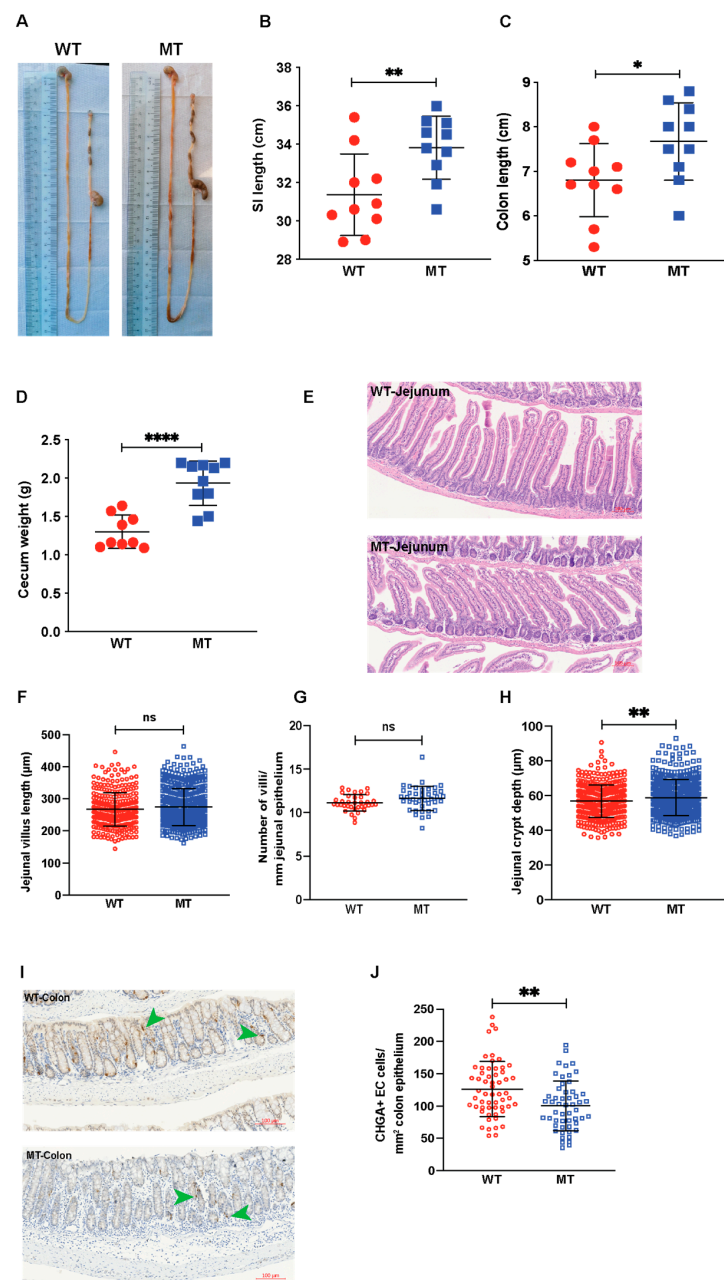 A
WT
MT
B
**
SI length (cm)
36
34
32
30
28
WT
MT
C
*
Colon length (cm)
9
8
7
6
5
WT
MT
D
****
Cecum weight (g)
2.5
2.0
1.5
1.0
0.5
0.0
WT
MT
E
WT-Jejunum
MT-Jejunum
F
ns
Jejunal villus length (µm)
500
400
300
200
100
0
WT
MT
G
ns
Number of villi/
mm jejunal epithelium
20
15
10
5
0
WT
MT
H
**
Jejunal crypt depth (µm)
100
80
60
40
20
0
WT
MT
I
WT-Colon
100 µm
MT-Colon
100 µm
J
**
CHGA+ EC cells/
mm² colon epithelium
250
200
150
100
50
0
WT
MT